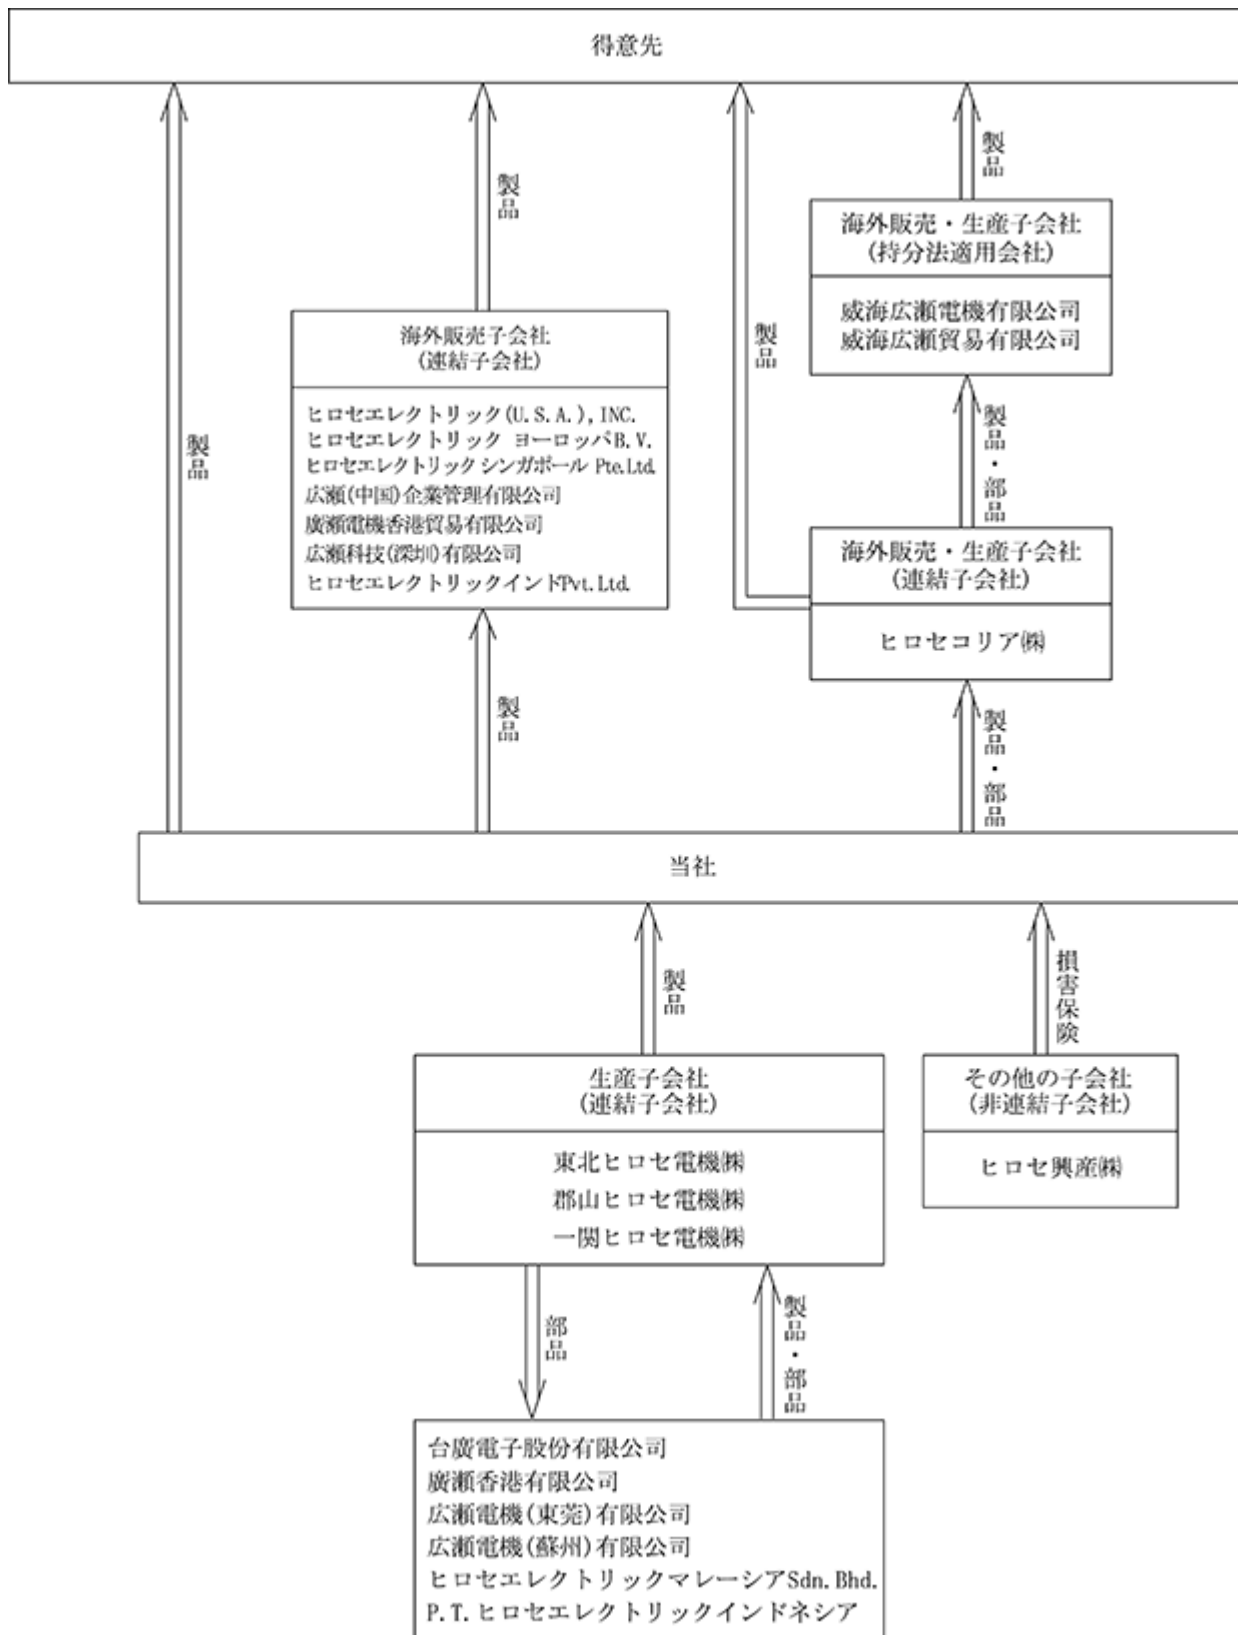 得意先
製品
製品
海外販売・生産子会社
(持分法適用会社)
威海広瀬電機有限公司
威海広瀬貿易有限公司
海外販売子会社
(連結子会社)
ヒロセエレクトリック(U.S.A.),INC.
ヒロセエレクトリック ヨーロッパB.V.
ヒロセエレクトリックシンガポール Pte.Ltd.
広瀬(中国)企業管理有限公司
廣瀬電機香港貿易有限公司
広瀬科技(深圳)有限公司
ヒロセエレクトリックインドPvt.Ltd.
製品
製品
製品・部品
海外販売・生産子会社
(連結子会社)
ヒロセコリア㈱
製品
製品・部品
当社
製品
損害保険
生産子会社
(連結子会社)
東北ヒロセ電機㈱
郡山ヒロセ電機㈱
一関ヒロセ電機㈱
その他の子会社
(非連結子会社)
ヒロセ興産㈱
部品
製品・部品
台廣電子股份有限公司
廣瀬香港有限公司
広瀬電機(東莞)有限公司
広瀬電機(蘇州)有限公司
ヒロセエレクトリックマレーシアSdn.Bhd.
P.T.ヒロセエレクトリックインドネシア